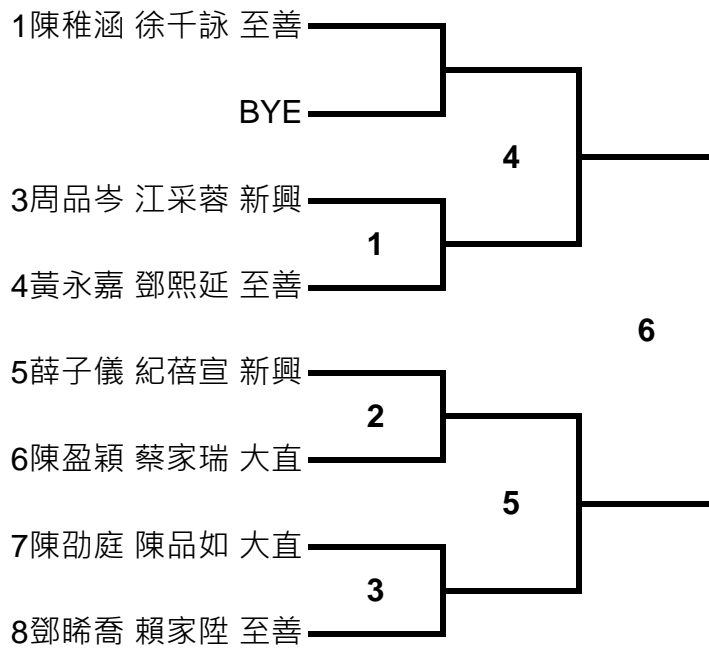 1陳稚涵 徐千詠 至善
BYE
4
3周品岑 江采蓉 新興
1
4黃永嘉 鄧熙延 至善
6
5薛子儀 紀蓓宣 新興
2
6陳盈穎 蔡家瑞 大直
5
7陳劭庭 陳品如 大直
3
8鄧晞喬 賴家陞 至善